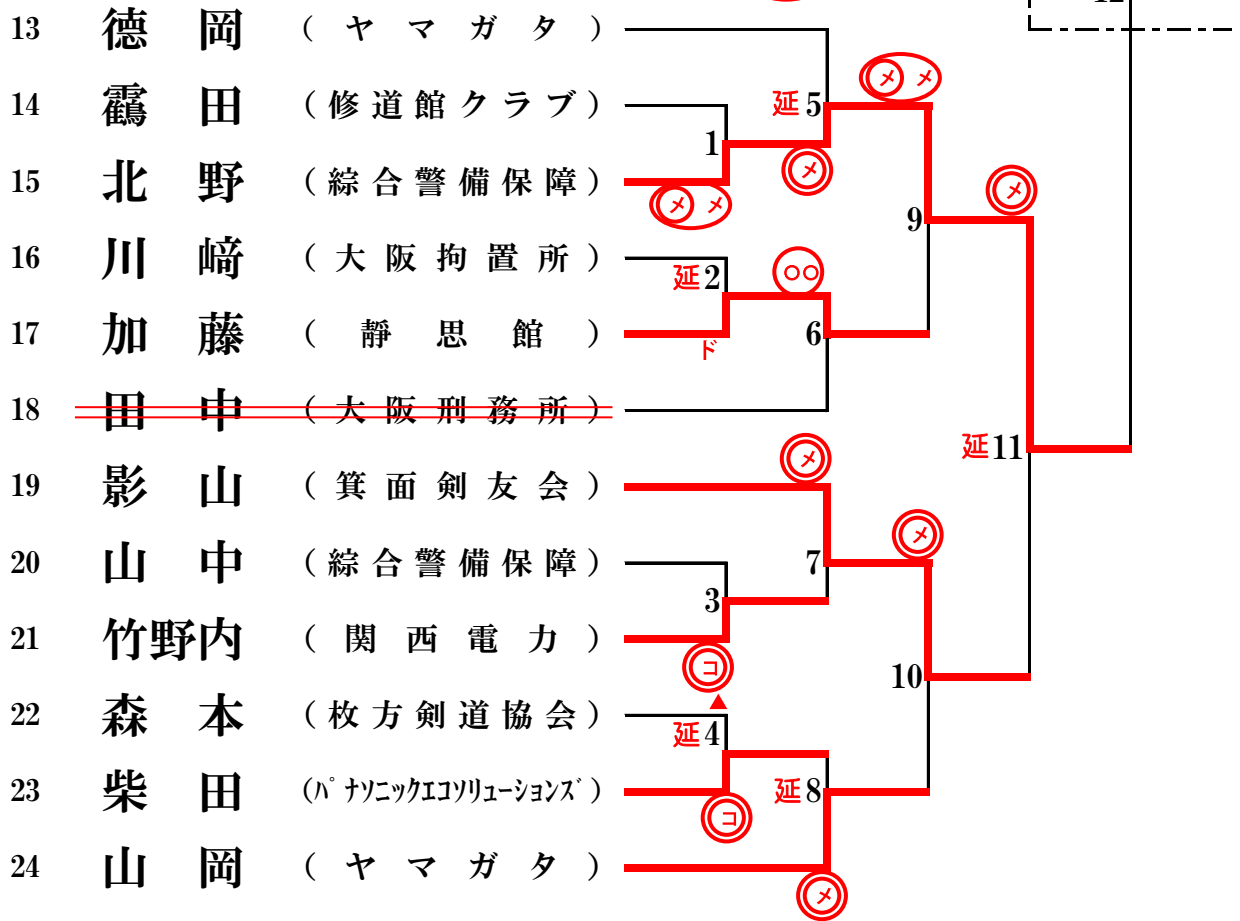 12
13 德岡 (ヤマガタ)
メメ
14 靍田 (修道館クラブ)
延5
1
15 北野 (綜合警備保障)
メ
メ
メメ
9
16 川﨑 (大阪拘置所)
延2
○○
17 加藤 (靜思館)
6
ド
18 田中 (大阪刑務所)
延11
メ
19 影山 (箕面剣友会)
メ
20 山中 (綜合警備保障)
7
3
21 竹野内 (関西電力)
コ
10
▲
22 森本 (枚方剣道協会)
延4
23 柴田 (パナソニックエコソリューションズ)
延8
コ
24 山岡 (ヤマガタ)
メ